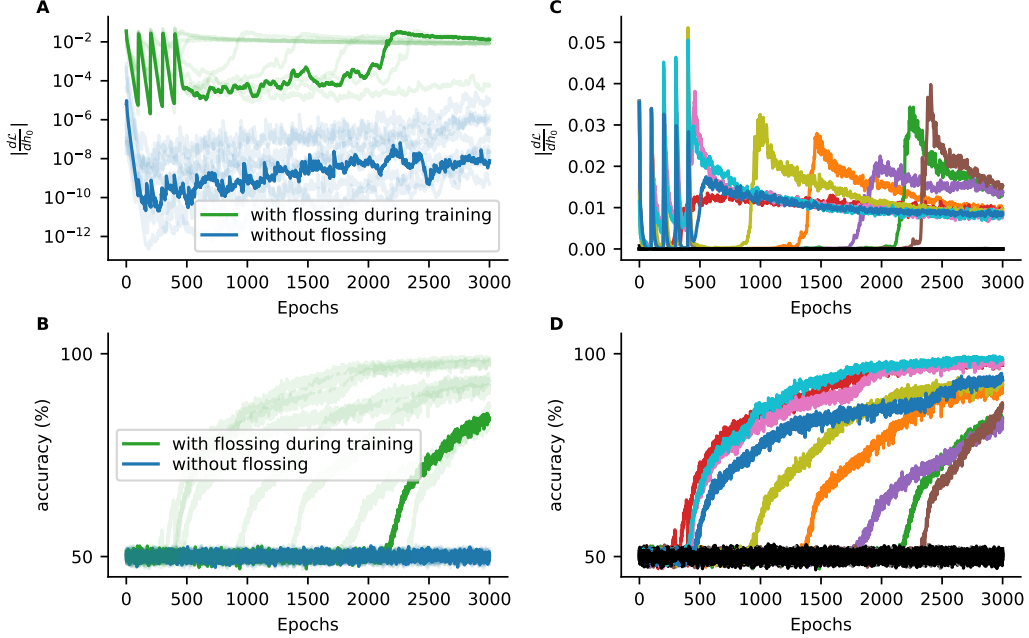 A
10⁻²
10⁻⁴
10⁻⁶
10⁻⁸
10⁻¹⁰
10⁻¹²
|dℒ/dh₀|
with flossing during training
without flossing
0 500 1000 1500 2000 2500 3000
Epochs
C
0.05
0.04
0.03
0.02
0.01
0.00
|dℒ/dh₀|
0 500 1000 1500 2000 2500 3000
Epochs
B
100
50
accuracy (%)
with flossing during training
without flossing
0 500 1000 1500 2000 2500 3000
Epochs
D
100
50
accuracy (%)
0 500 1000 1500 2000 2500 3000
Epochs